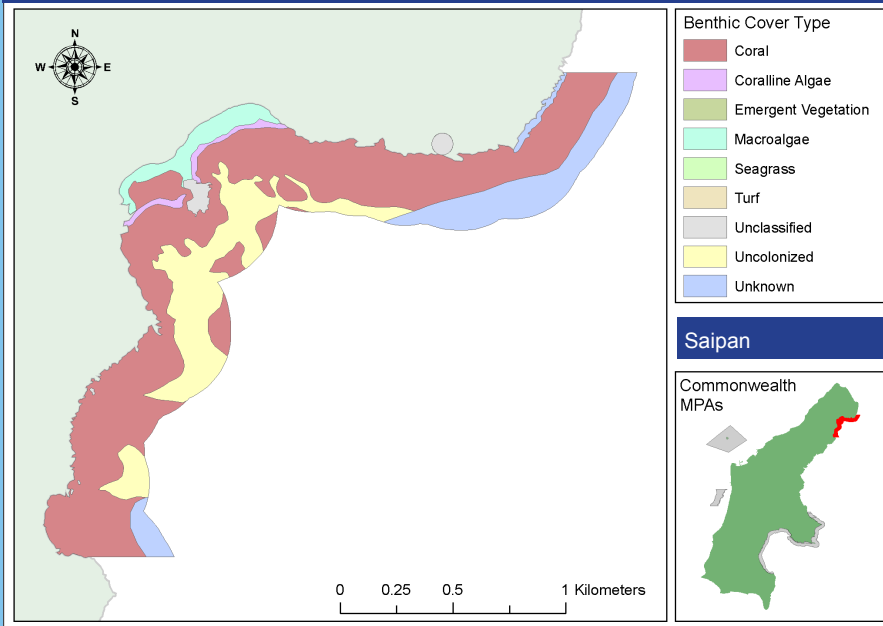 N
W E
S
0 0.25 0.5 1 Kilometers
Benthic Cover Type
Coral
Coralline Algae
Emergent Vegetation
Macroalgae
Seagrass
Turf
Unclassified
Uncolonized
Unknown
Saipan
Commonwealth
MPAs